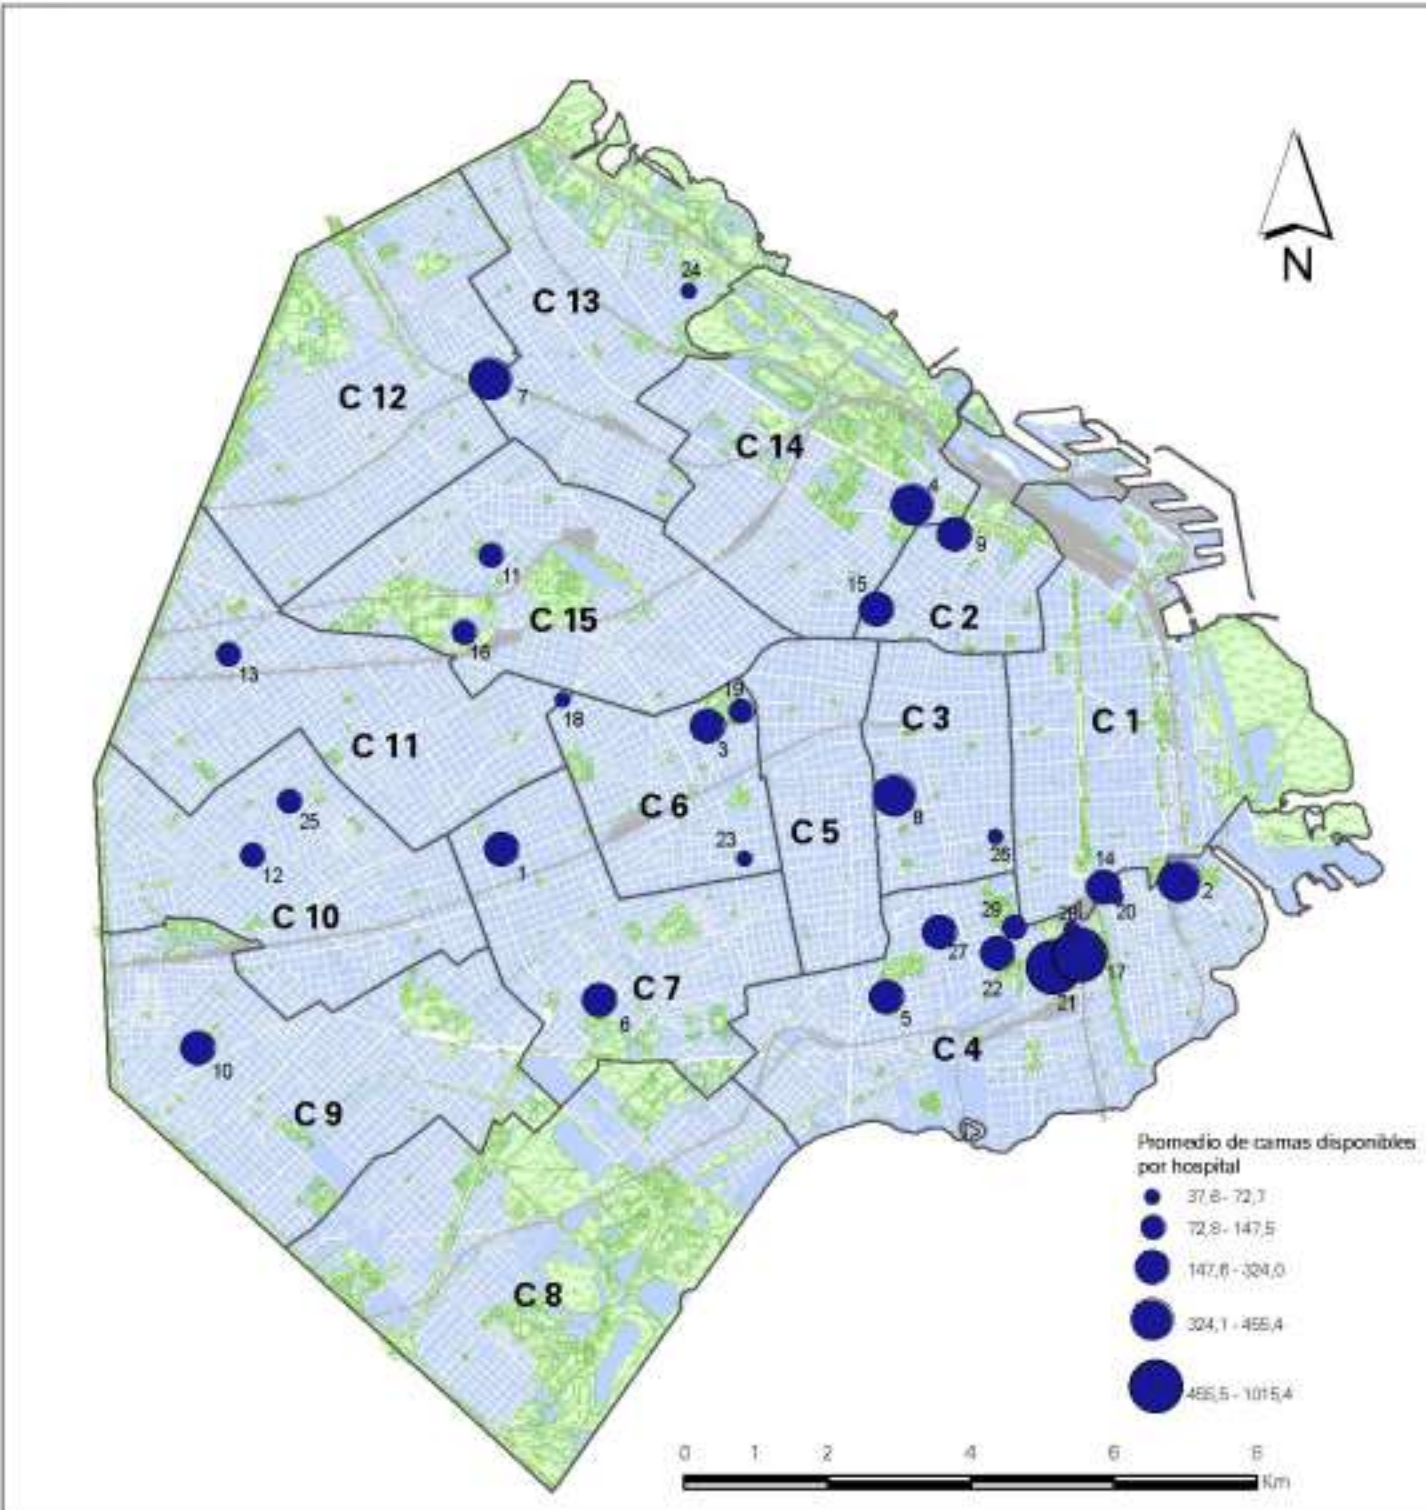 N
24
C 13
C 12
7
C 14
4
9
11
15
C 15
C 2
16
13
18
19
3
C 3
C 1
C 11
C 6
8
25
C 5
23
26
1
12
14
2
C 10
20
29
28
27
22
17
21
C 7
5
6
C 4
10
C 9
Promedio de camas disponibles
por hospital
37,6 - 72,7
72,8 - 147,5
147,6 - 324,0
324,1 - 455,4
455,5 - 1015,4
C 8
0 1 2 4 6 8
Km